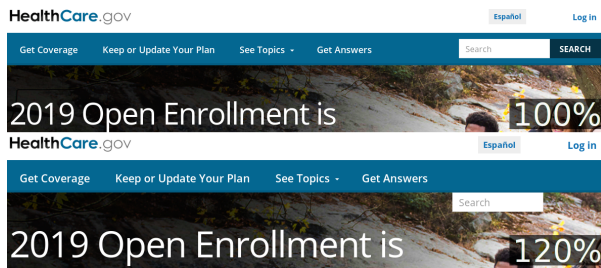 HealthCare.gov
Español
Log in
Get Coverage
Keep or Update Your Plan
See Topics
Get Answers
Search
SEARCH
2019 Open Enrollment is
100%
HealthCare.gov
Español
Log in
Get Coverage
Keep or Update Your Plan
See Topics
Get Answers
Search
2019 Open Enrollment is
120%